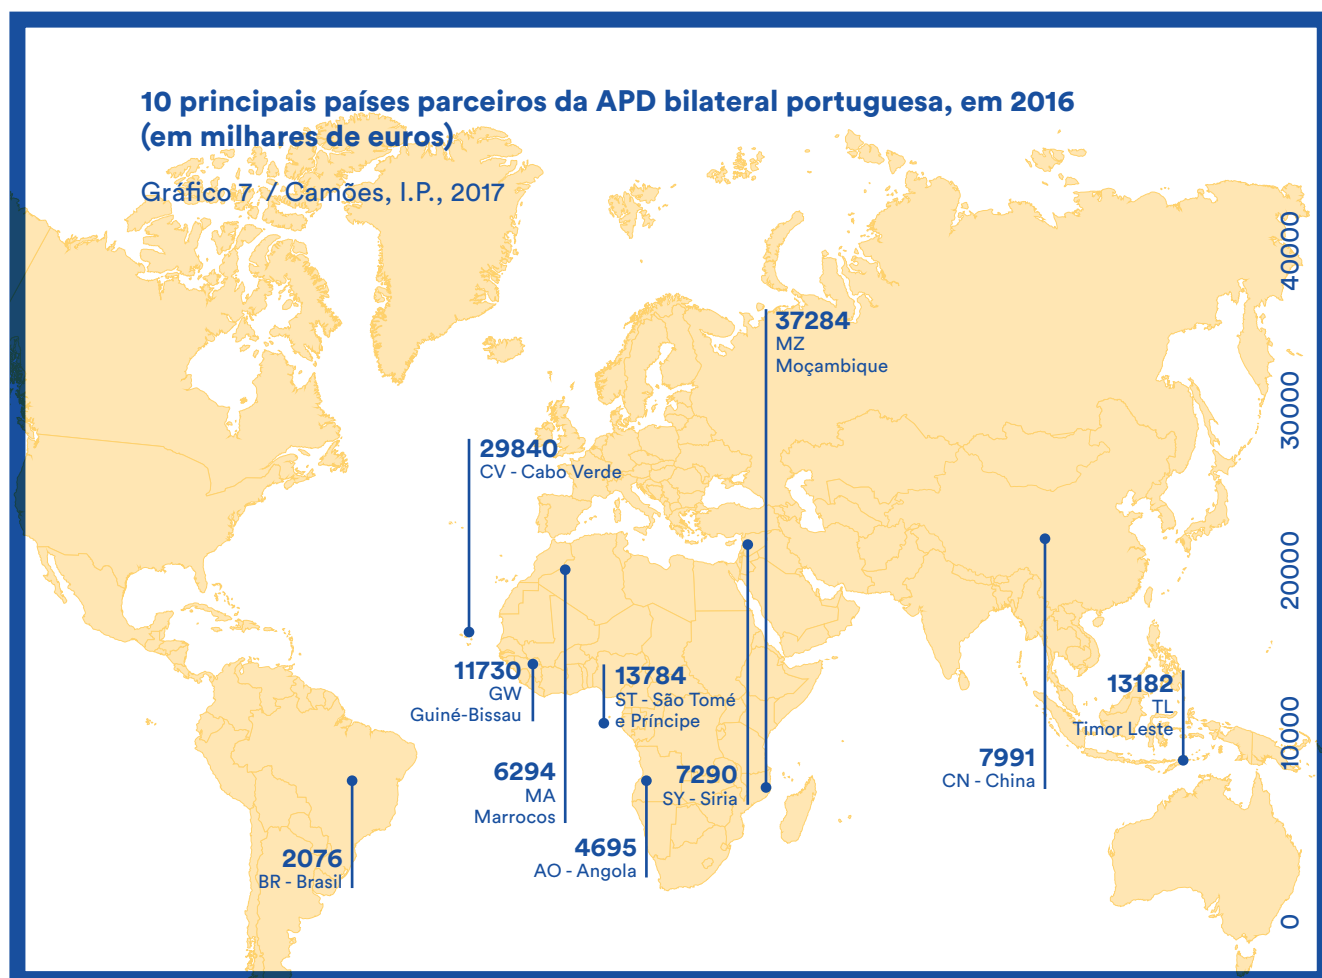 10 principais países parceiros da APD bilateral portuguesa, em 2016
(em milhares de euros)
Gráfico 7 / Camões, I.P., 2017
40000
30000
20000
10000
0
37284
MZ
Moçambique
29840
CV - Cabo Verde
11730
GW
Guiné-Bissau
13784
ST - São Tomé
e Príncipe
13182
TL
Timor Leste
6294
MA
Marrocos
7290
SY - Siria
7991
CN - China
4695
AO - Angola
2076
BR - Brasil